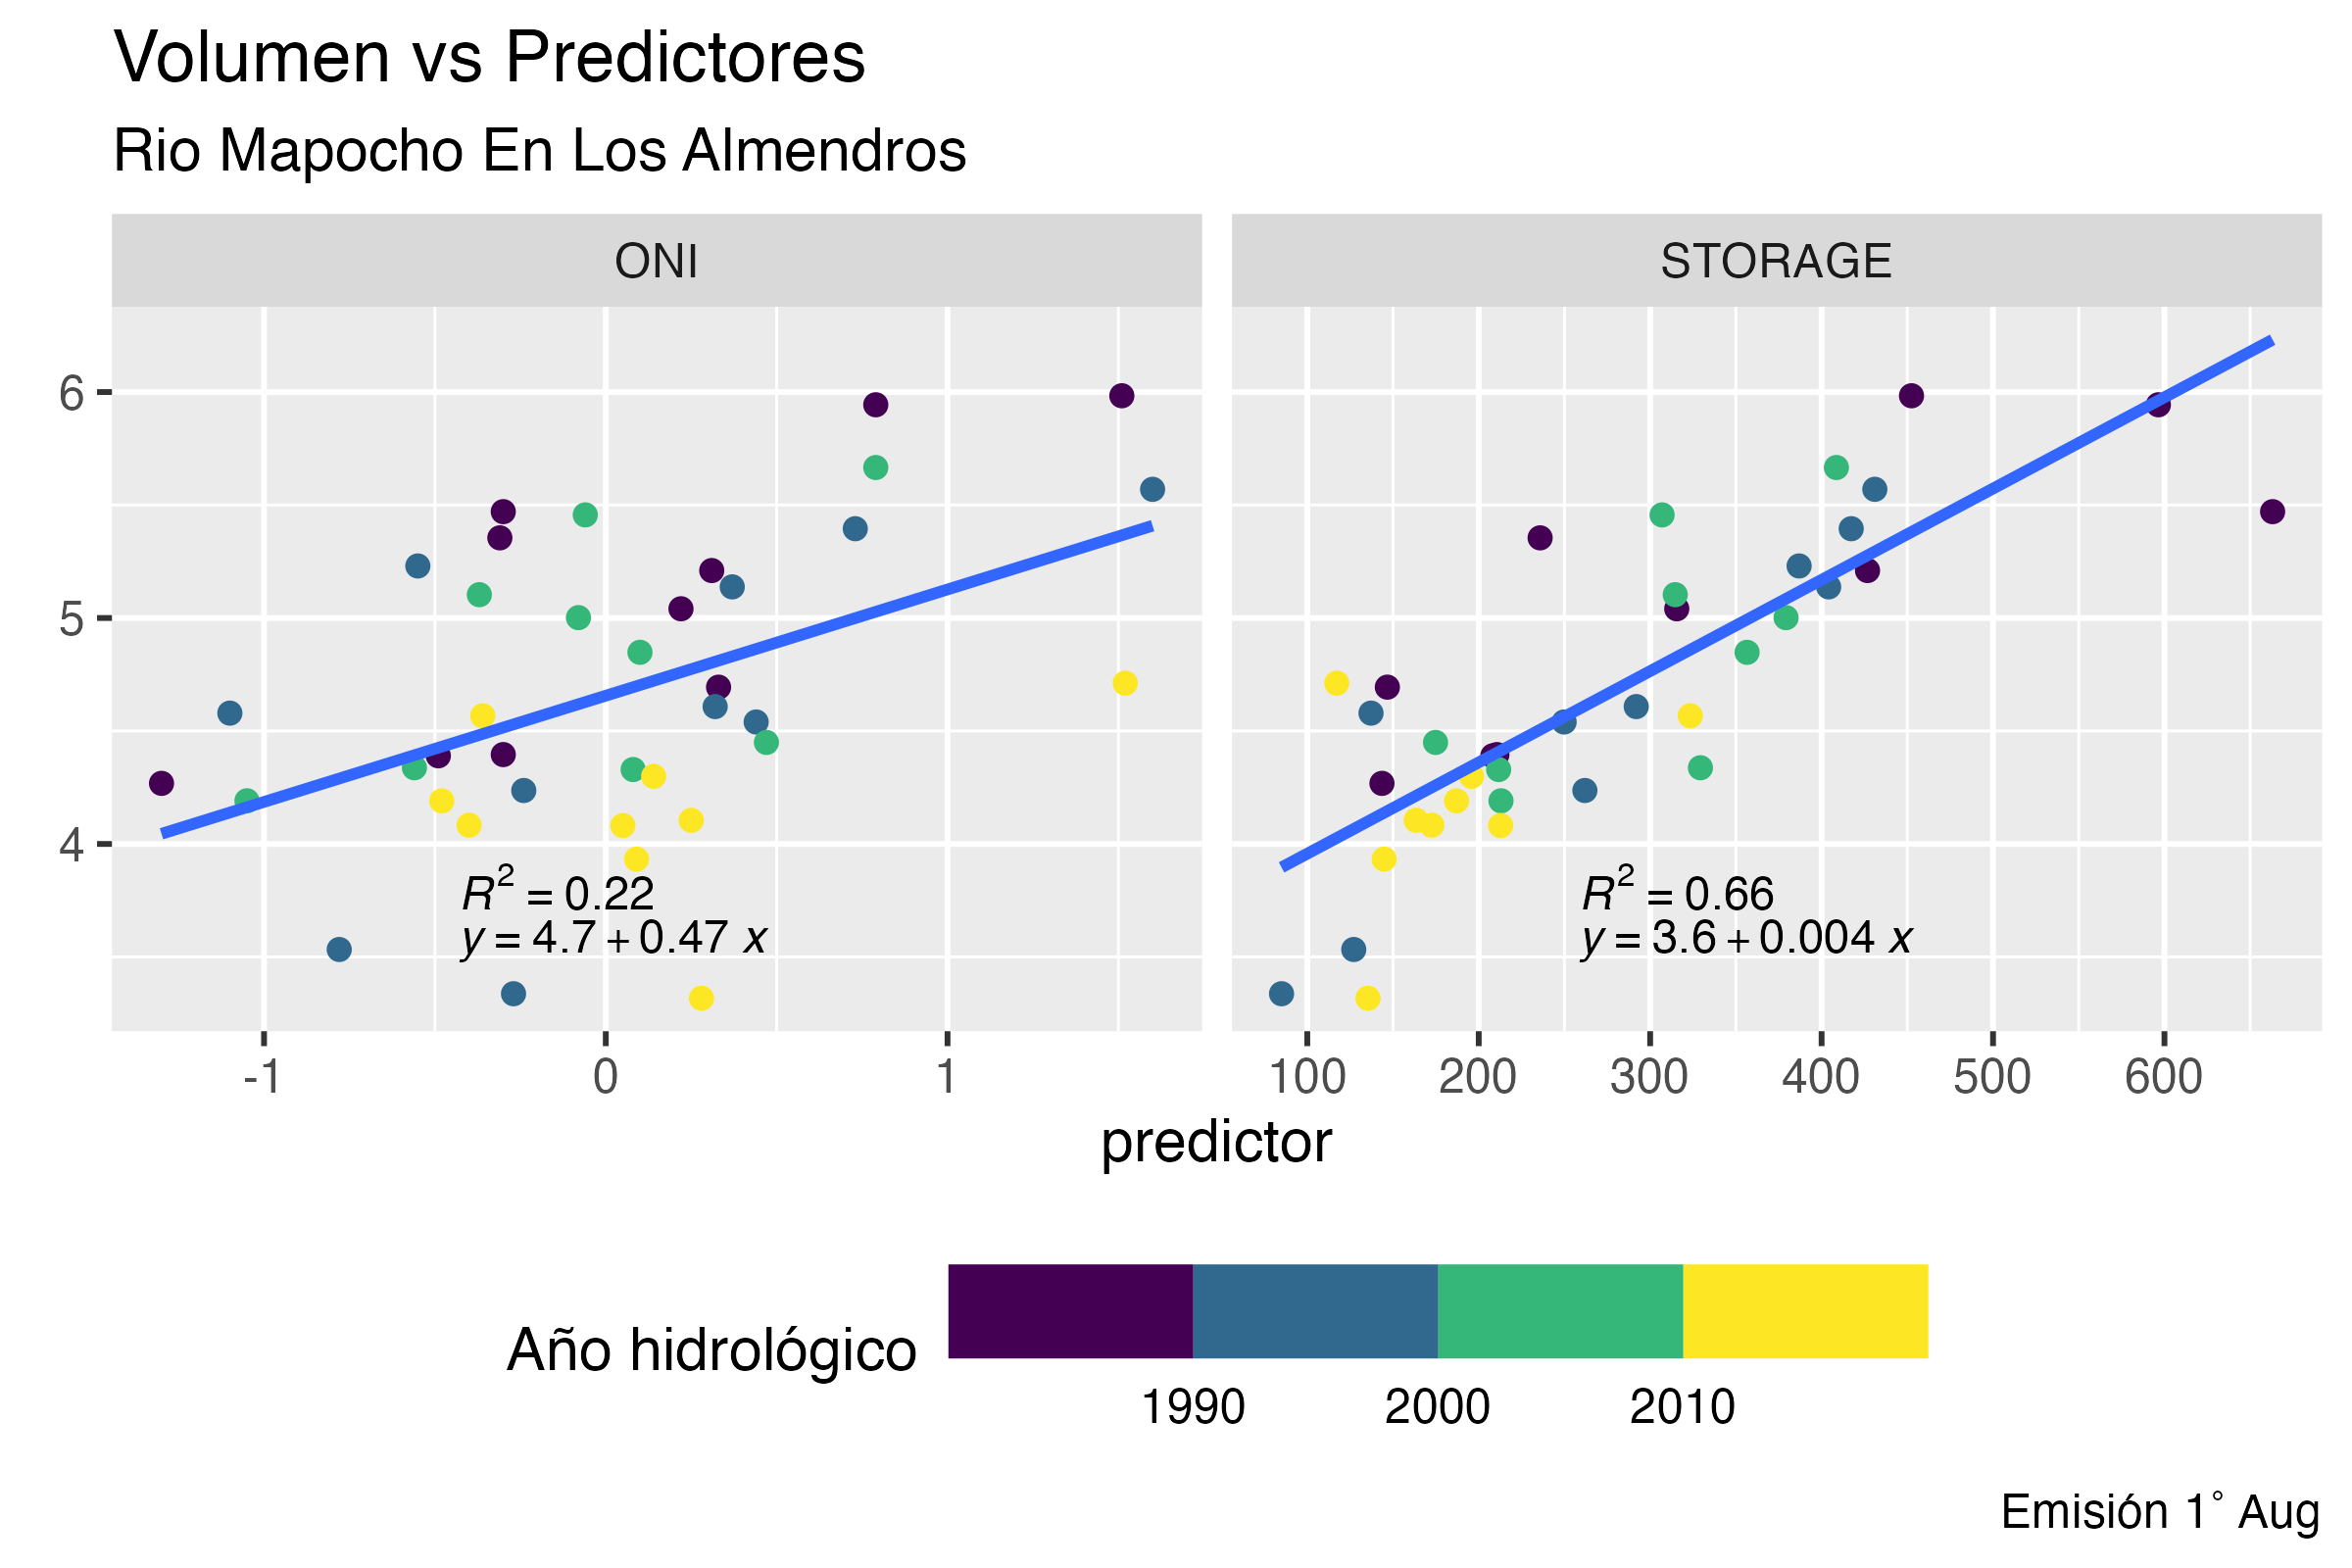 Volumen vs Predictores
Rio Mapocho En Los Almendros
ONI
STORAGE
6
5
4
R² = 0.22
y = 4.7 + 0.47 x
R² = 0.66
y = 3.6 + 0.004 x
-1 0 1
100 200 300 400 500 600
predictor
Año hidrológico
1990 2000 2010
Emisión 1° Aug